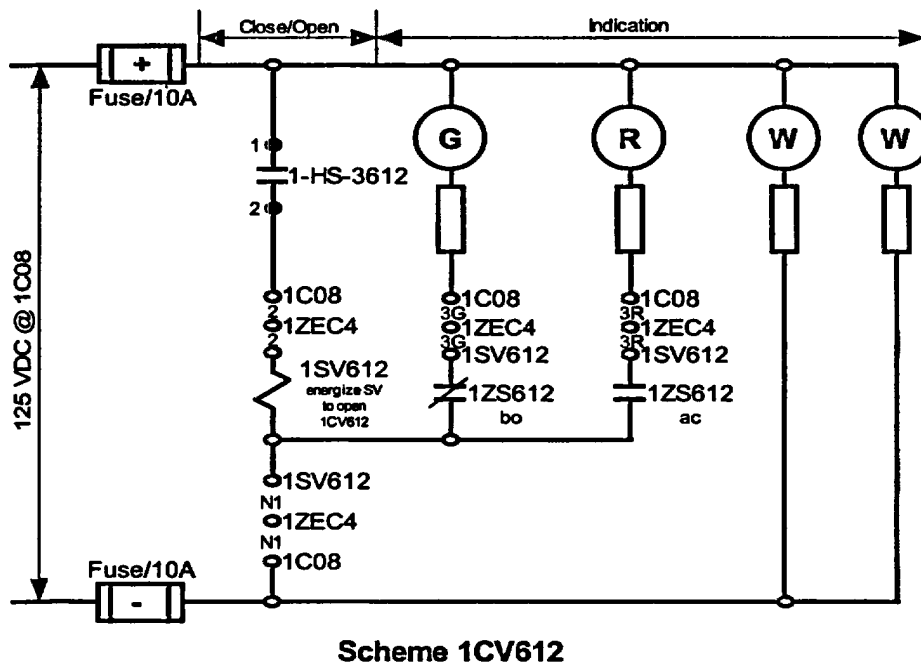 Close/Open
Indication
+
Fuse/10A
G
R
W
W
1
1-HS-3612
2
125 VDC @ 1C08
1C08
2
1ZEC4
2
1SV612
energize SV
to open
1CV612
1C08
3G
1ZEC4
3G
1SV612
1ZS612
bo
1C08
3R
1ZEC4
3R
1SV612
1ZS612
ac
1SV612
N1
1ZEC4
N1
1C08
Fuse/10A
-
Scheme 1CV612